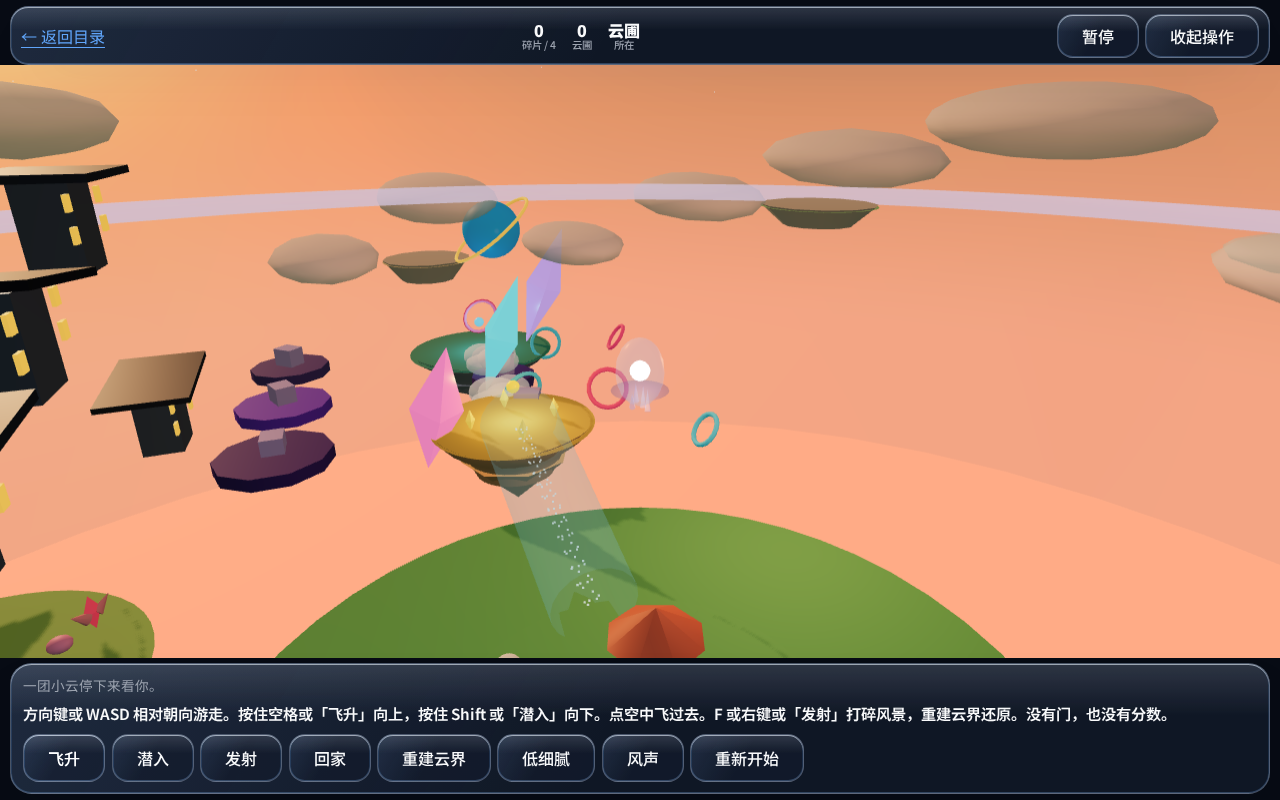 ← 返回目录
0 0 云圃
碎片 / 4 云圃 所在
暂停 收起操作
一团小云停下来看你。
方向键或 WASD 相对朝向游走。按住空格或「飞升」向上，按住 Shift 或「潜入」向下。点空中飞过去。F 或右键或「发射」打碎风景，重建云界还原。没有门，也没有分数。
飞升 潜入 发射 回家 重建云界 低细腻 风声 重新开始